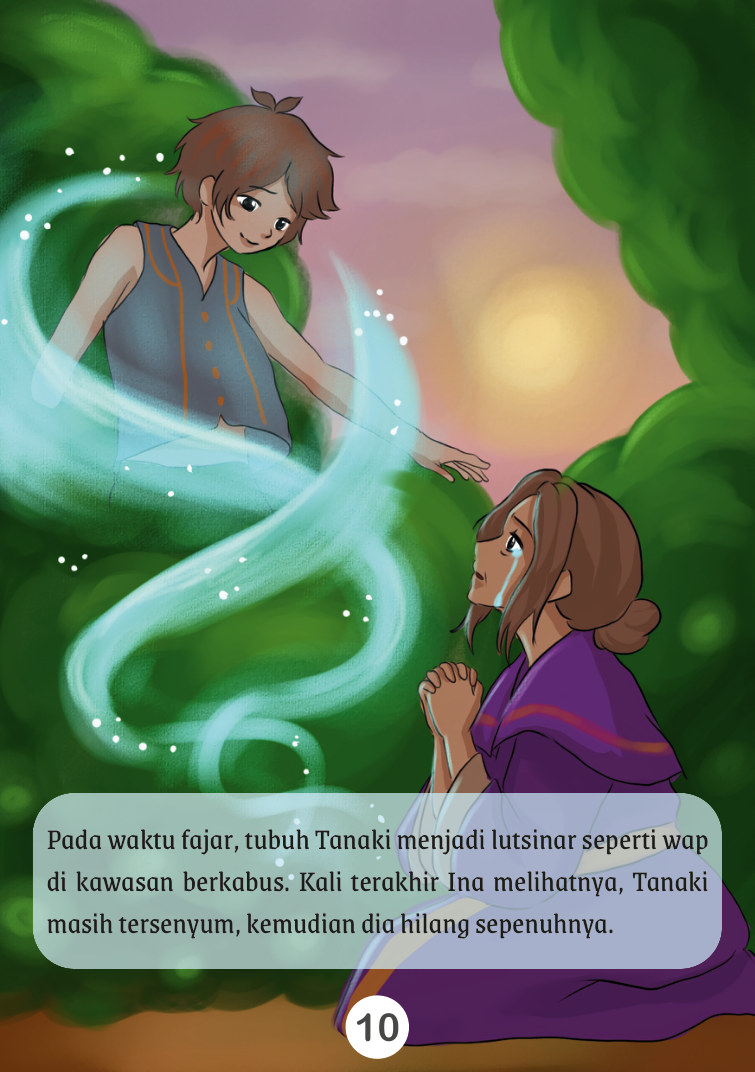 Pada waktu fajar, tubuh Tanaki menjadi lutsinar seperti wap
di kawasan berkabus. Kali terakhir Ina melihatnya, Tanaki
masih tersenyum, kemudian dia hilang sepenuhnya.
10